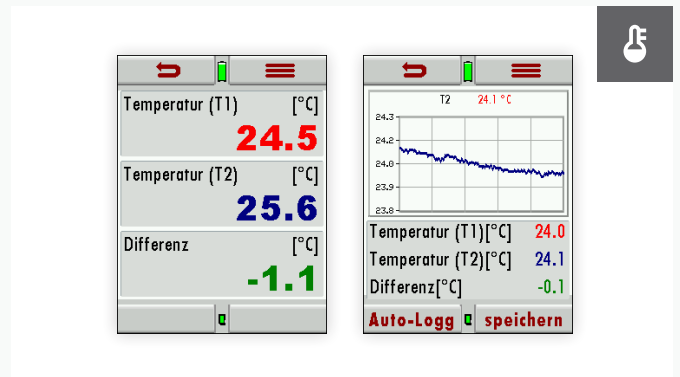 Temperatur (T1) [°C]
24.5
Temperatur (T2) [°C]
25.6
Differenz [°C]
-1.1
T2 24.1 °C
24.3
24.2
24.0
23.9
23.8
Temperatur (T1)[°C] 24.0
Temperatur (T2)[°C] 24.1
Differenz[°C] -0.1
Auto-Logg speichern